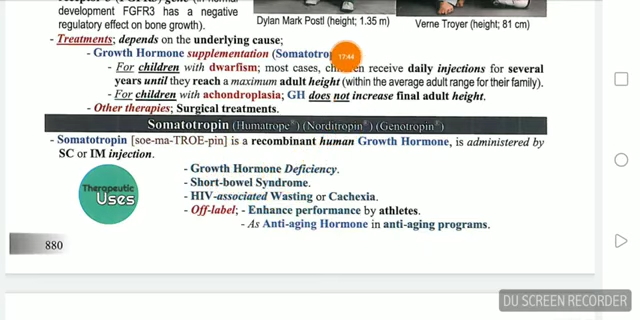 receptor 3 (FGFR3) gene (in normal
development FGFR3 has a negative
regulatory effect on bone growth).
Dylan Mark Postl (height; 1.35 m)
Verne Troyer (height; 81 cm)
- Treatments; depends on the underlying cause;
- Growth Hormone supplementation (Somatotro
17:44
- For children with dwarfism; most cases, children receive daily injections for several
years until they reach a maximum adult height (within the average adult range for their family).
- For children with achondroplasia; GH does not increase final adult height.
- Other therapies; Surgical treatments.
Somatotropin (Humatrope®) (Norditropin®) (Genotropin®)
- Somatotropin [soe-ma-TROE-pin] is a recombinant human Growth Hormone, is administered by
SC or IM injection.
Therapeutic
Uses
- Growth Hormone Deficiency.
- Short-bowel Syndrome.
- HIV-associated Wasting or Cachexia.
- Off-label; - Enhance performance by athletes.
- As Anti-aging Hormone in anti-aging programs.
880
DU SCREEN RECORDER